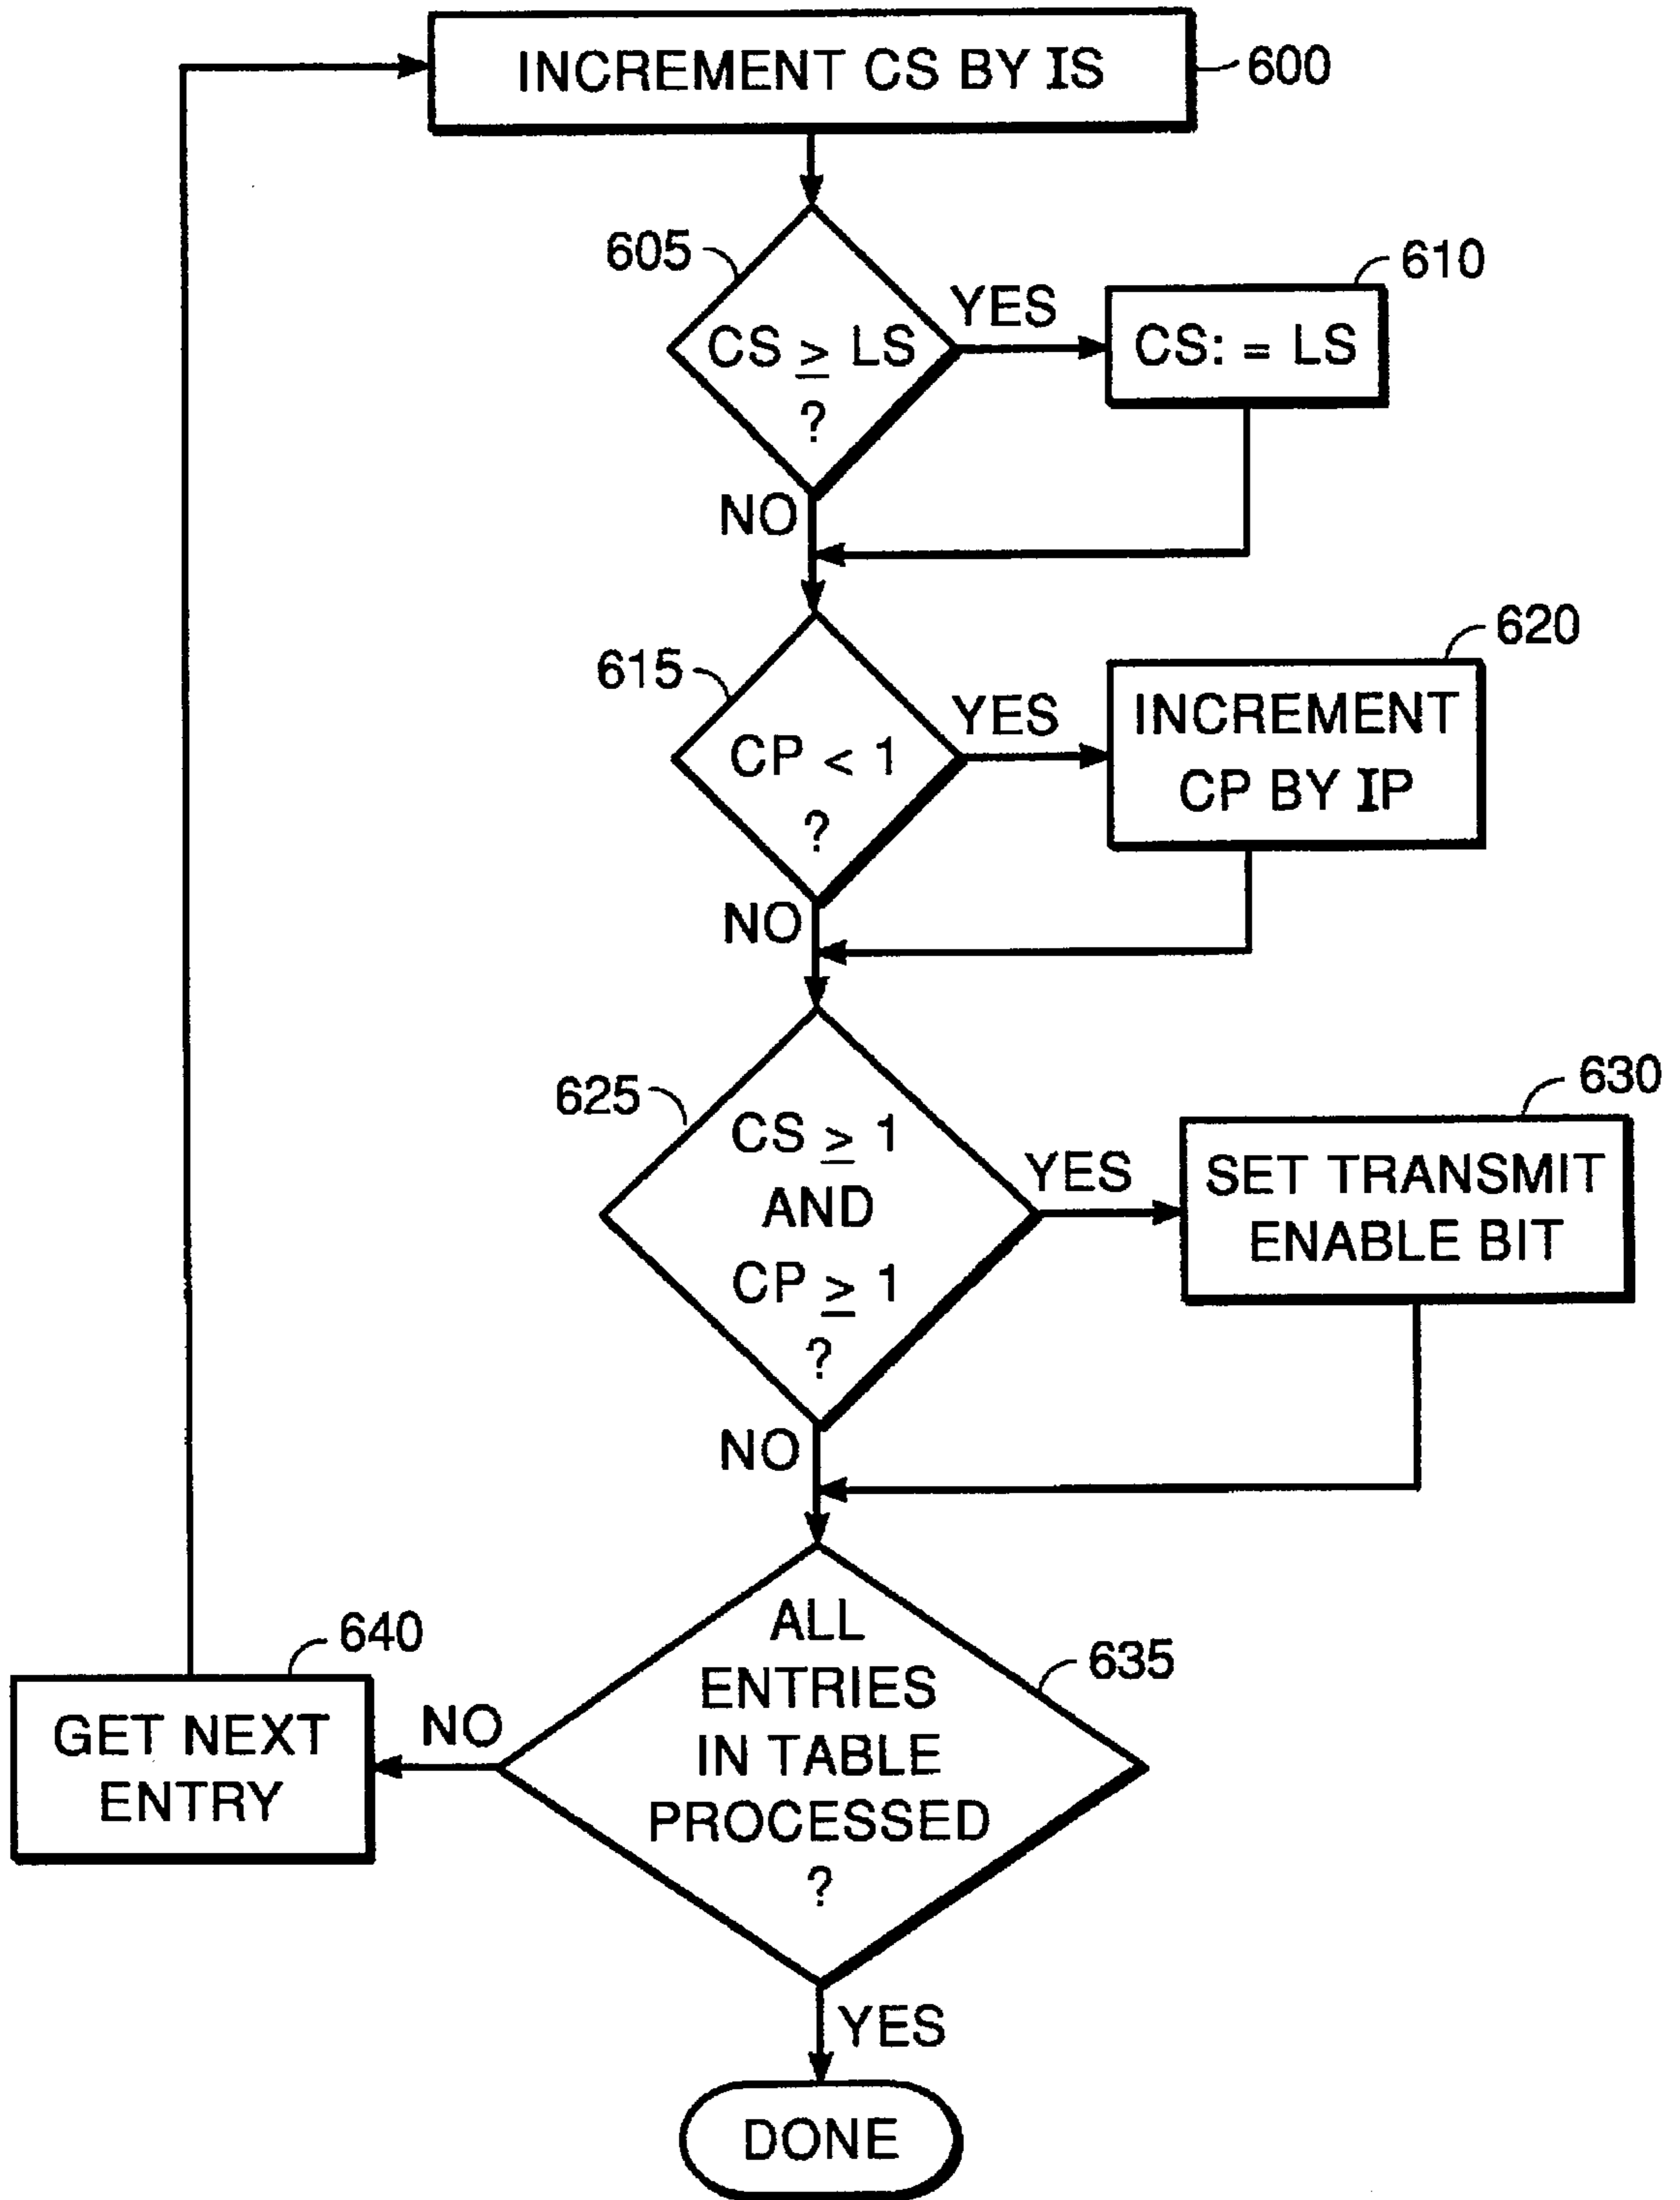 INCREMENT CS BY IS
600
605
CS ≥ LS
?
YES
610
CS: = LS
NO
615
CP < 1
?
YES
620
INCREMENT
CP BY IP
NO
625
CS ≥ 1
AND
CP ≥ 1
?
YES
630
SET TRANSMIT
ENABLE BIT
NO
635
ALL
ENTRIES
IN TABLE
PROCESSED
?
NO
640
GET NEXT
ENTRY
YES
DONE